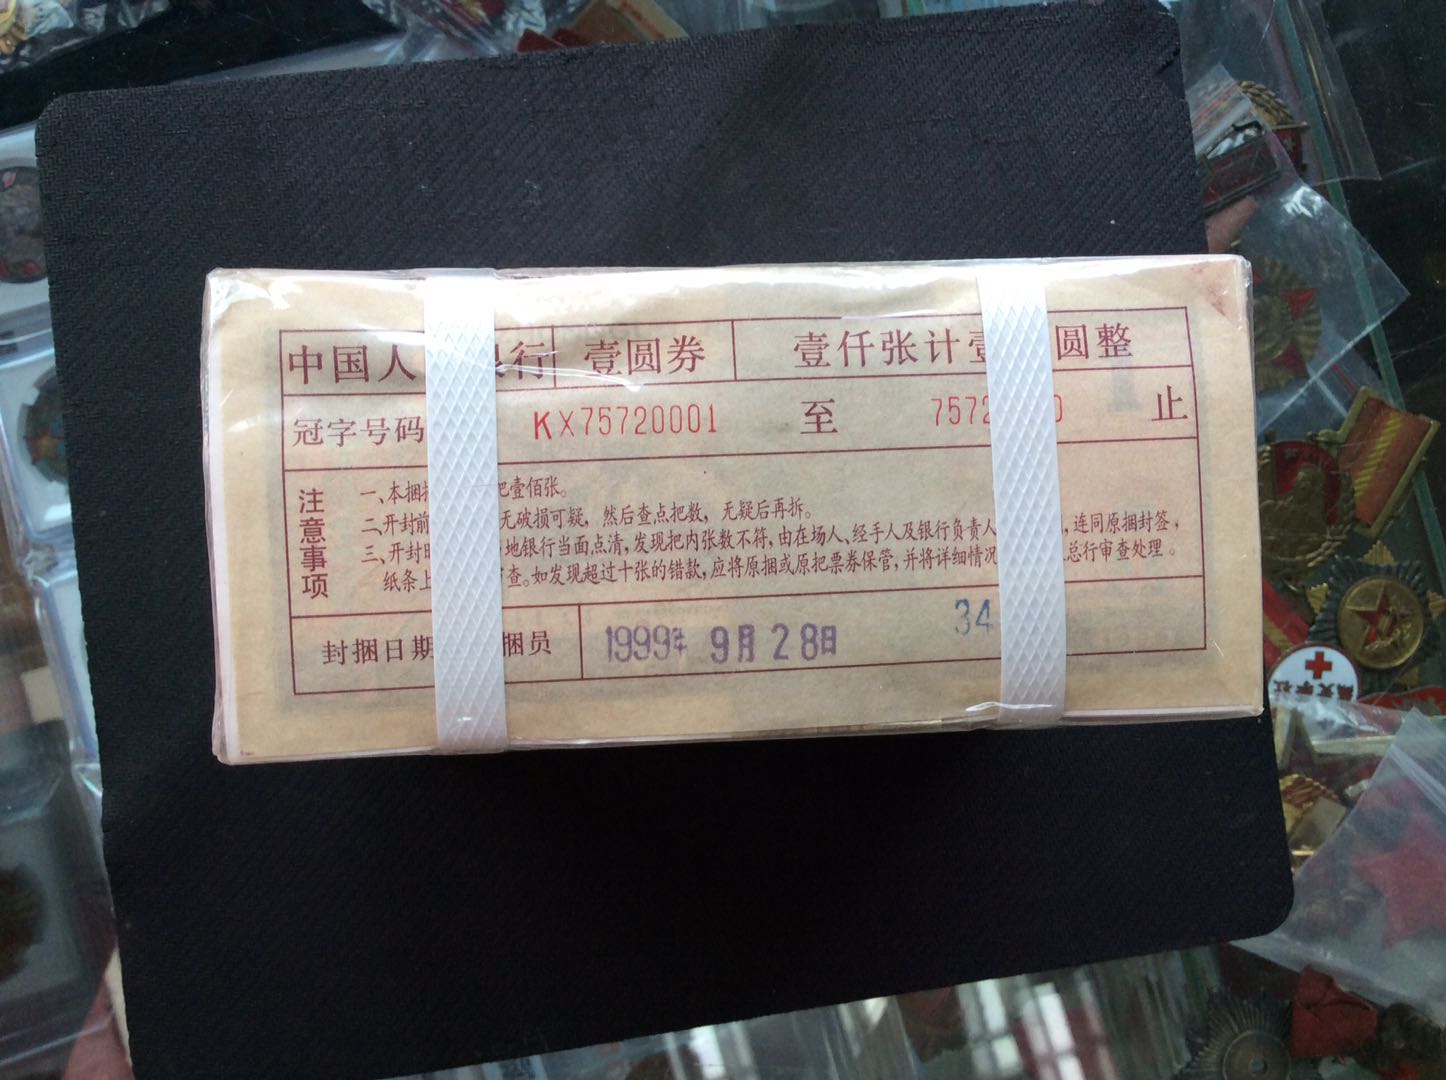 中国人 银行 壹圆券 壹仟张计壹 圆整
冠字号码 KX75720001 至 7572 0 止
注意事项
一、本捆 把壹佰张。
二、开封前 无破损可疑，然后查点把数，无疑后再拆。
三、开封时 地银行当面点清，发现把内张数不符，由在场人、经手人及银行负责人 ，连同原捆封签，
纸条上 审查。如发现超过十张的错款，应将原捆或原把票券保管，并将详细情况 总行审查处理。
封捆日期 捆员 1999年 9月28日 34